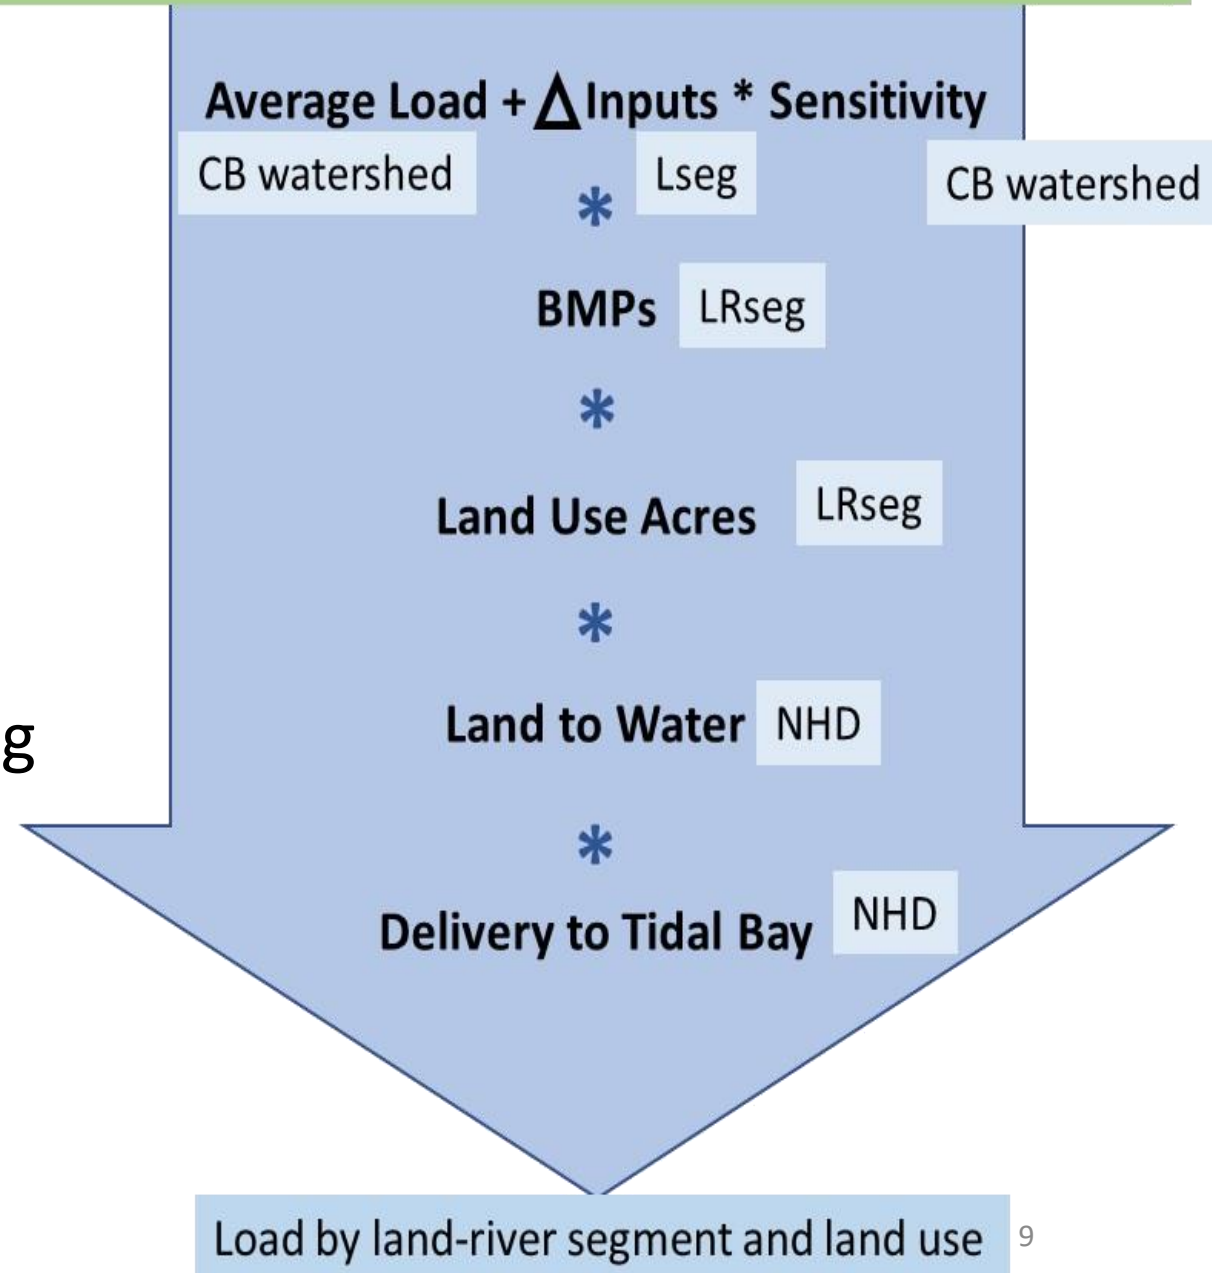 Average Load + Δ Inputs * Sensitivity
CB watershed
Lseg
CB watershed
*
BMPs LRseg
*
Land Use Acres LRseg
*
Land to Water NHD
g
*
Delivery to Tidal Bay NHD
Load by land-river segment and land use
9